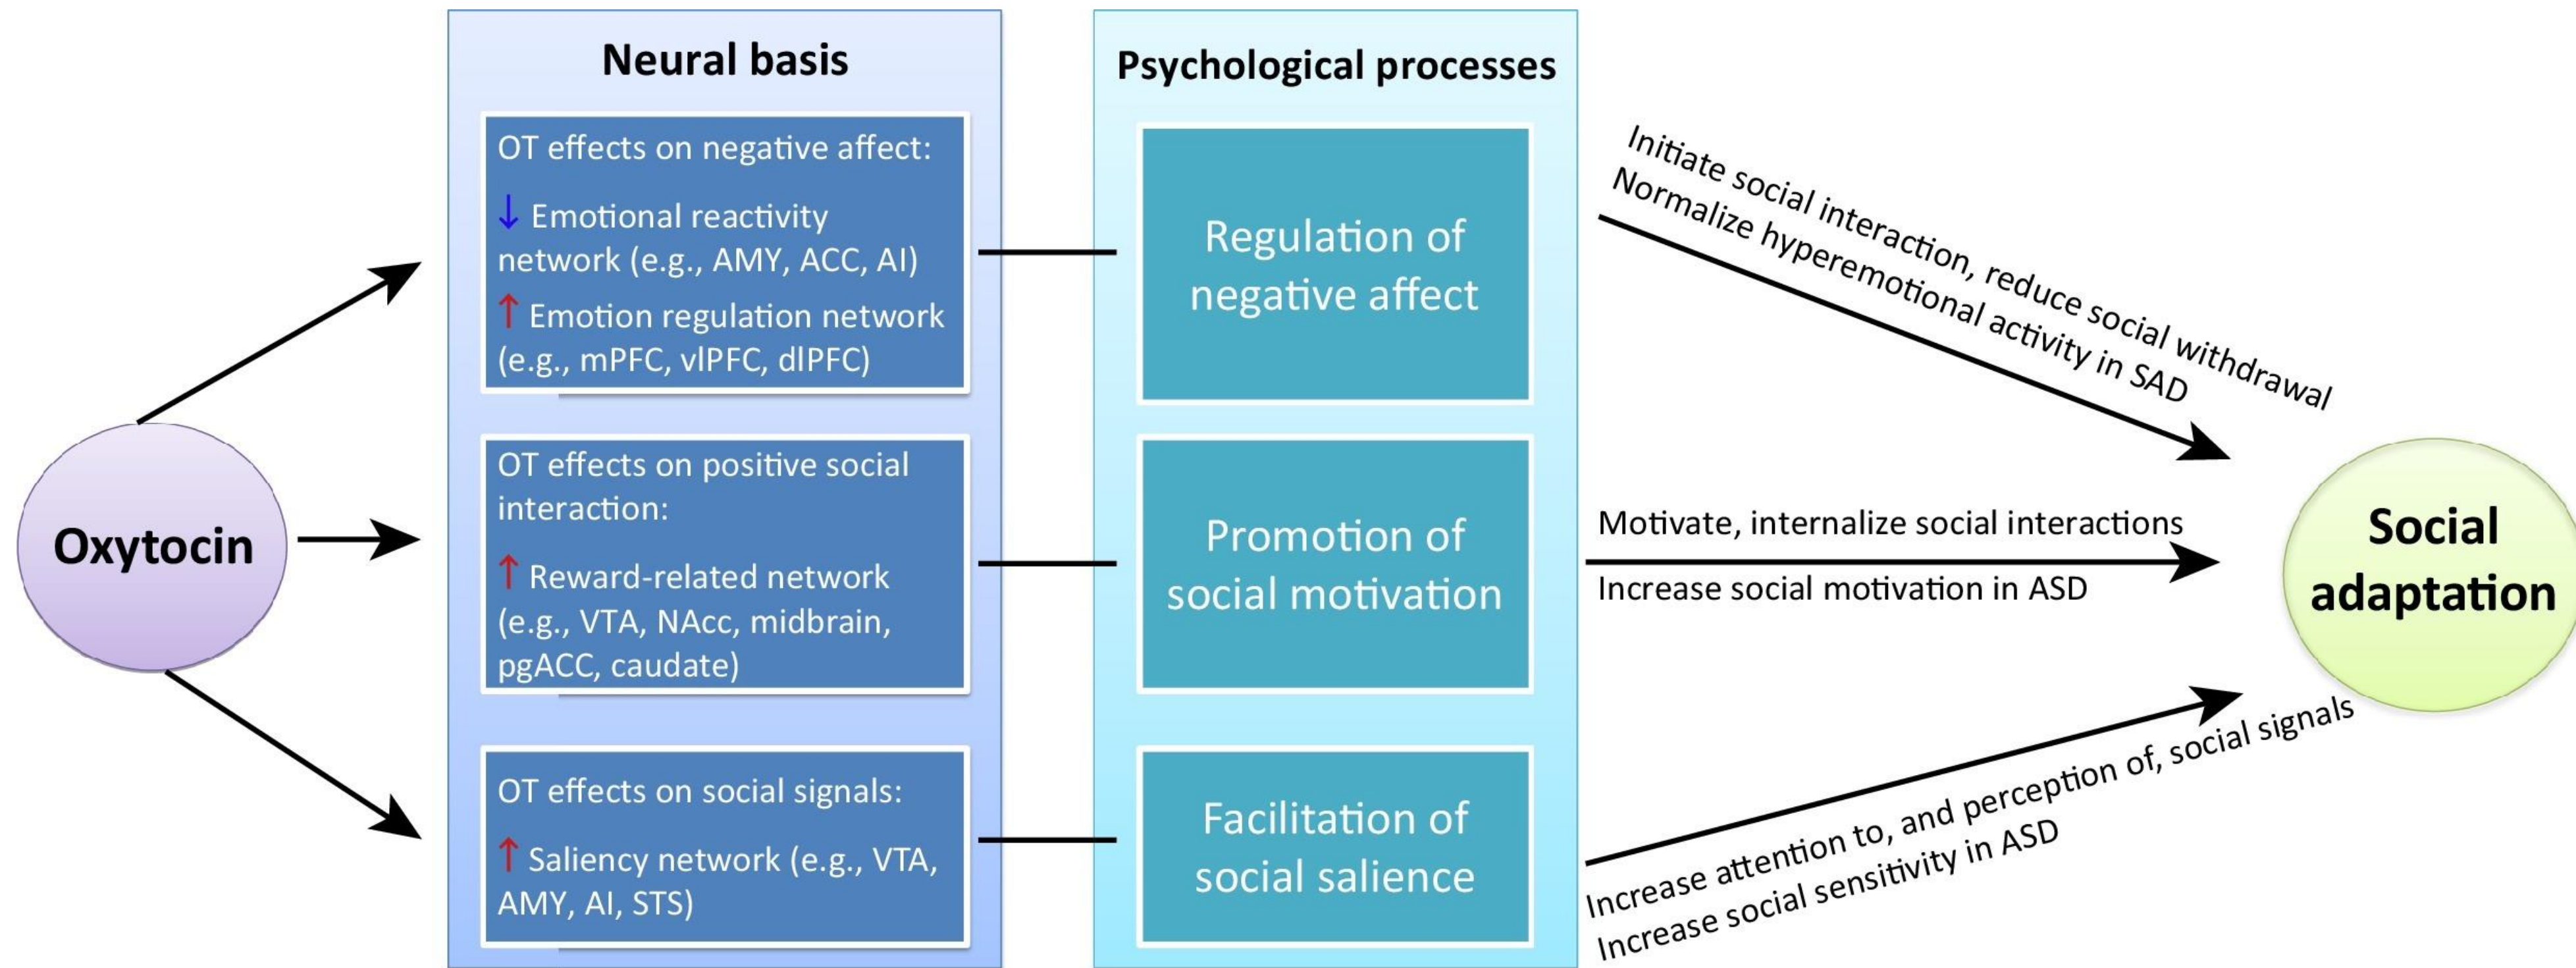 Oxytocin
Neural basis
OT effects on negative affect:
↓ Emotional reactivity
network (e.g., AMY, ACC, AI)
↑ Emotion regulation network
(e.g., mPFC, vlPFC, dlPFC)
OT effects on positive social
interaction:
↑ Reward-related network
(e.g., VTA, NAcc, midbrain,
pgACC, caudate)
OT effects on social signals:
↑ Saliency network (e.g., VTA,
AMY, AI, STS)
Psychological processes
Regulation of
negative affect
Promotion of
social motivation
Facilitation of
social salience
Initiate social interaction, reduce social withdrawal
Normalize hyperemotional activity in SAD
Motivate, internalize social interactions
Increase social motivation in ASD
Increase attention to, and perception of, social signals
Increase social sensitivity in ASD
Social
adaptation